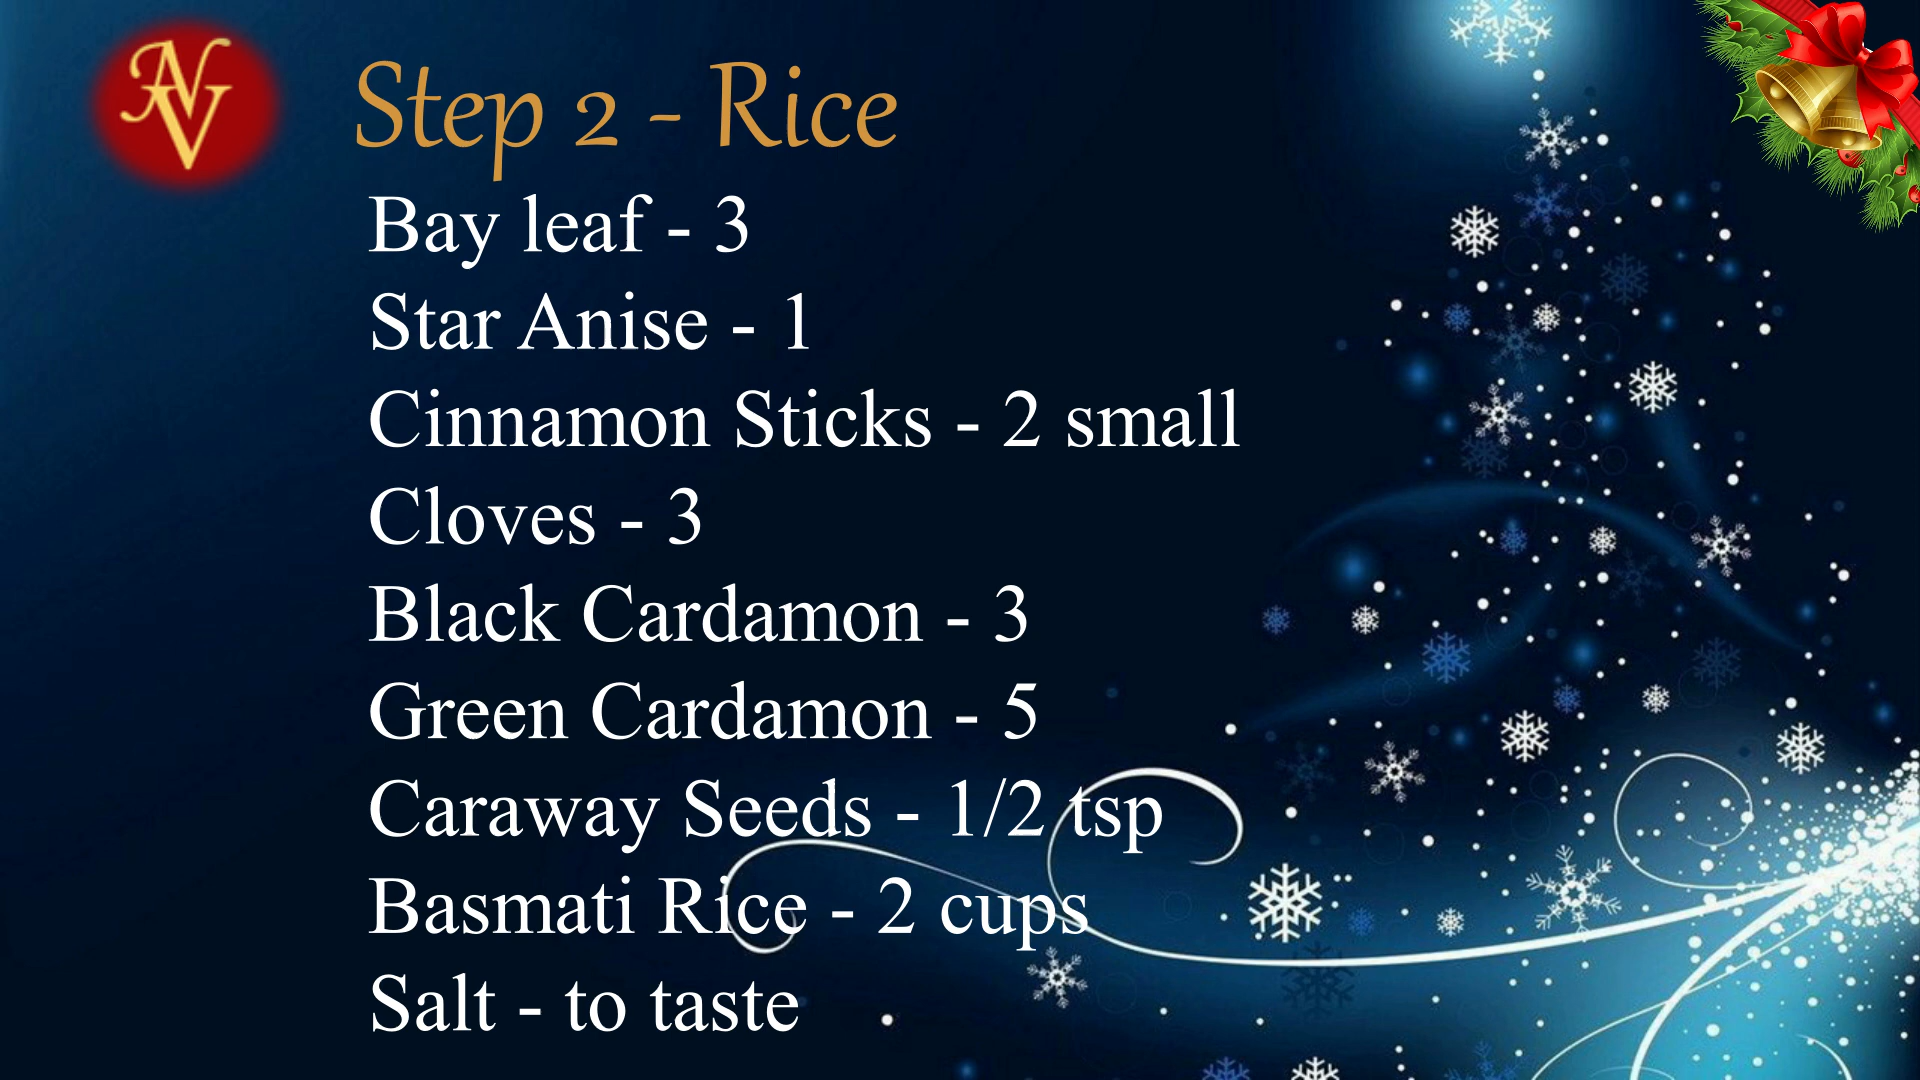 NV
Step 2 - Rice
Bay leaf - 3
Star Anise - 1
Cinnamon Sticks - 2 small
Cloves - 3
Black Cardamon - 3
Green Cardamon - 5
Caraway Seeds - 1/2 tsp
Basmati Rice - 2 cups
Salt - to taste